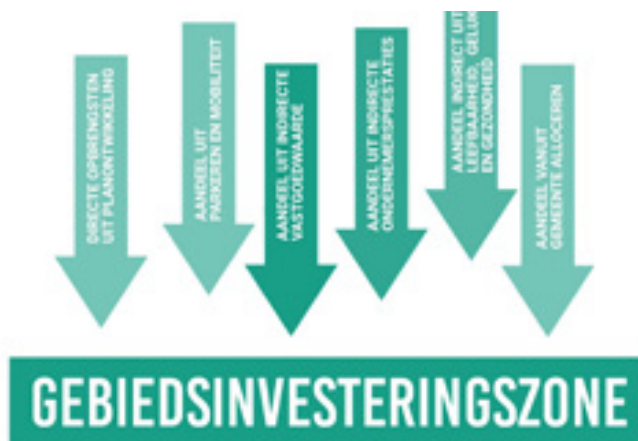 DIRECTE OPBRENGSTEN
UIT PLANONTWIKKELING
AANDEEL UIT
PARKEREN EN MOBILITEIT
AANDEEL UIT INDIRECTE
VASTGOEDWAARDE
AANDEEL UIT INDIRECTE
ONDERNEMERSPRESTATIES
AANDEEL INDIRECT UIT
LEEFBAARHEID, GELUK
EN GEZONDHEID
AANDEEL VANUIT
GEMEENTE ALLOCEREN
GEBIEDSINVESTERINGSZONE